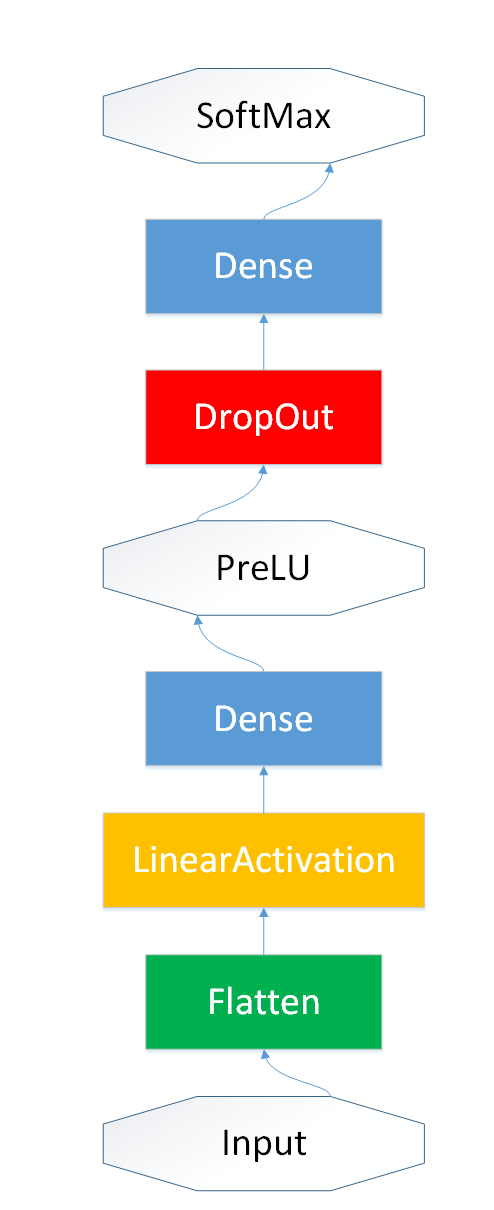 SoftMax
Dense
DropOut
PreLU
Dense
LinearActivation
Flatten
Input